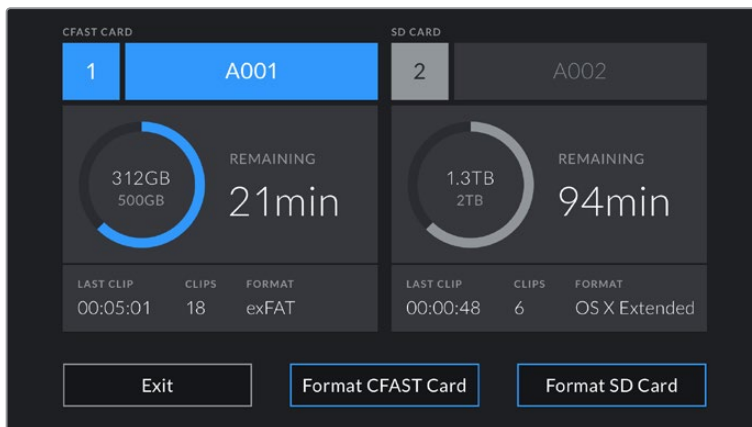 CFAST CARD
1 A001
312GB
500GB
REMAINING
21min
LAST CLIP CLIPS FORMAT
00:05:01 18 exFAT
SD CARD
2 A002
1.3TB
2TB
REMAINING
94min
LAST CLIP CLIPS FORMAT
00:00:48 6 OS X Extended
Exit Format CFAST Card Format SD Card